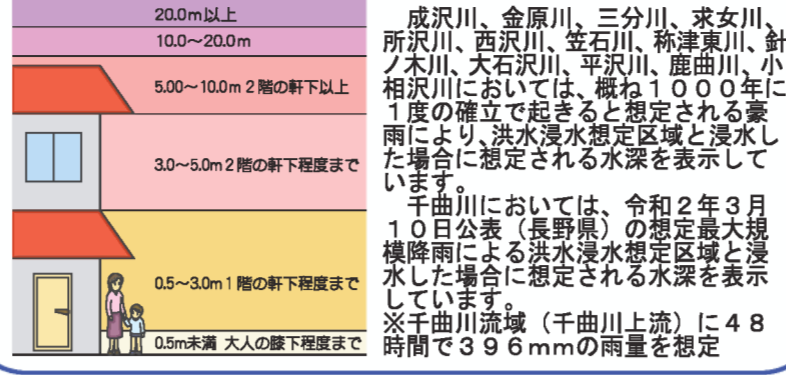 20.0m以上
10.0〜20.0m
5.00〜10.0m 2階の軒下以上
3.0〜5.0m 2階の軒下程度まで
0.5〜3.0m 1階の軒下程度まで
0.5m未満 大人の膝下程度まで
成沢川、金原川、三分川、求女川、
所沢川、西沢川、笠石川、称津東川、針
ノ木川、大石沢川、平沢川、鹿曲川、小
相沢川においては、概ね1000年に
1度の確立で起きると想定される豪
雨により、洪水浸水想定区域と浸水し
た場合に想定される水深を表示して
います。
千曲川においては、令和2年3月
10日公表（長野県）の想定最大規
模降雨による洪水浸水想定区域と浸
水した場合に想定される水深を表示
しています。
※千曲川流域（千曲川上流）に48
時間で396mmの雨量を想定